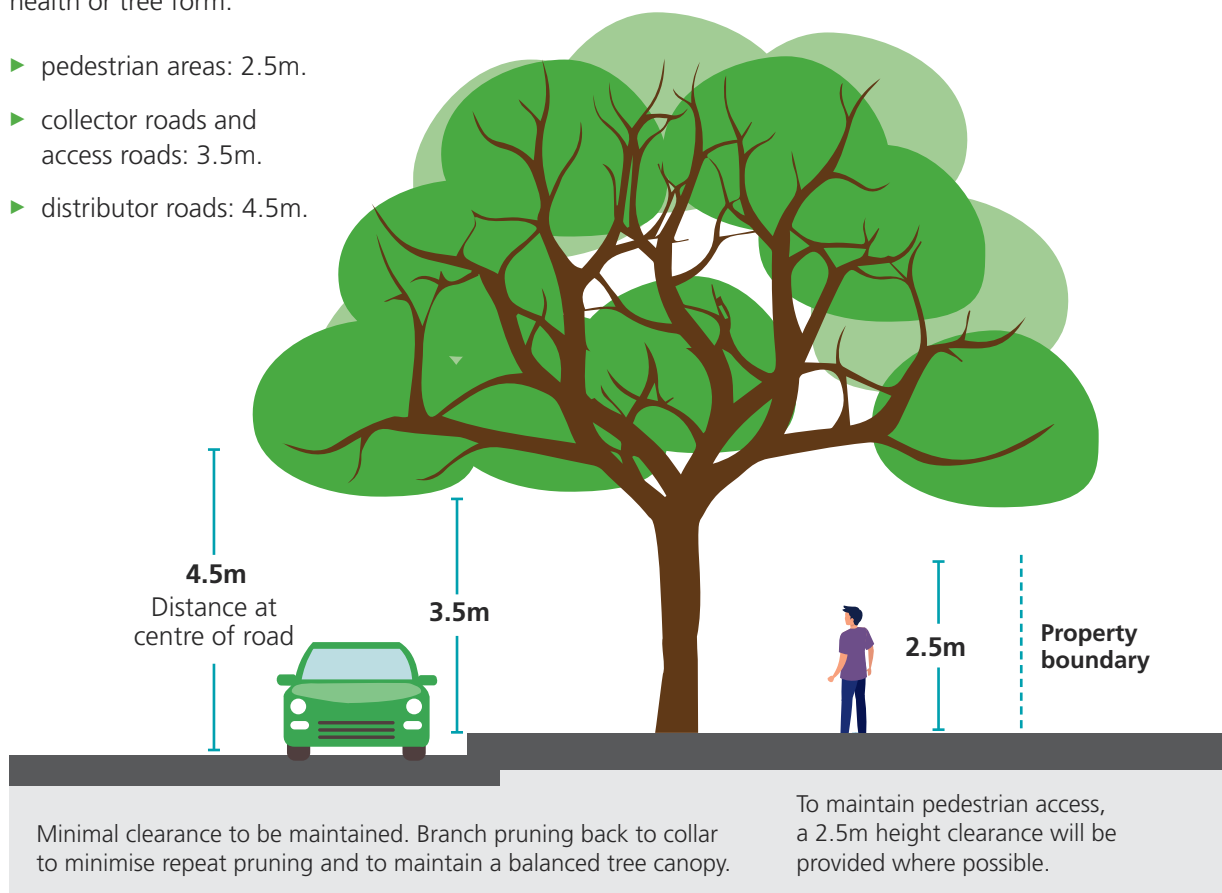 health or tree form.
► pedestrian areas: 2.5m.
► collector roads and
access roads: 3.5m.
► distributor roads: 4.5m.
4.5m
Distance at
centre of road
3.5m
2.5m
Property
boundary
Minimal clearance to be maintained. Branch pruning back to collar
to minimise repeat pruning and to maintain a balanced tree canopy.
To maintain pedestrian access,
a 2.5m height clearance will be
provided where possible.